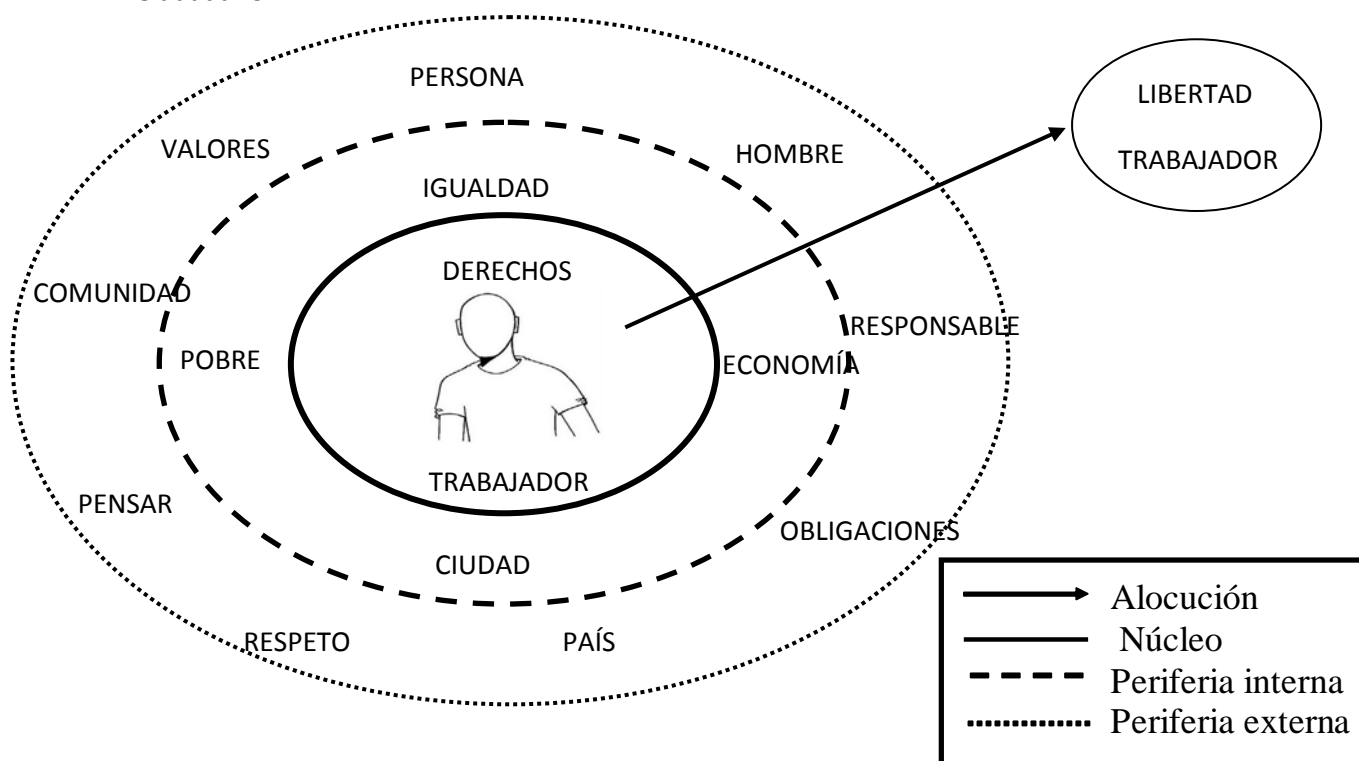 PERSONA
LIBERTAD
VALORES
HOMBRE
TRABAJADOR
IGUALDAD
DERECHOS
COMUNIDAD
RESPONSABLE
POBRE
ECONOMÍA
TRABAJADOR
PENSAR
OBLIGACIONES
CIUDAD
RESPETO
PAÍS
Alocución
Núcleo
Periferia interna
Periferia externa